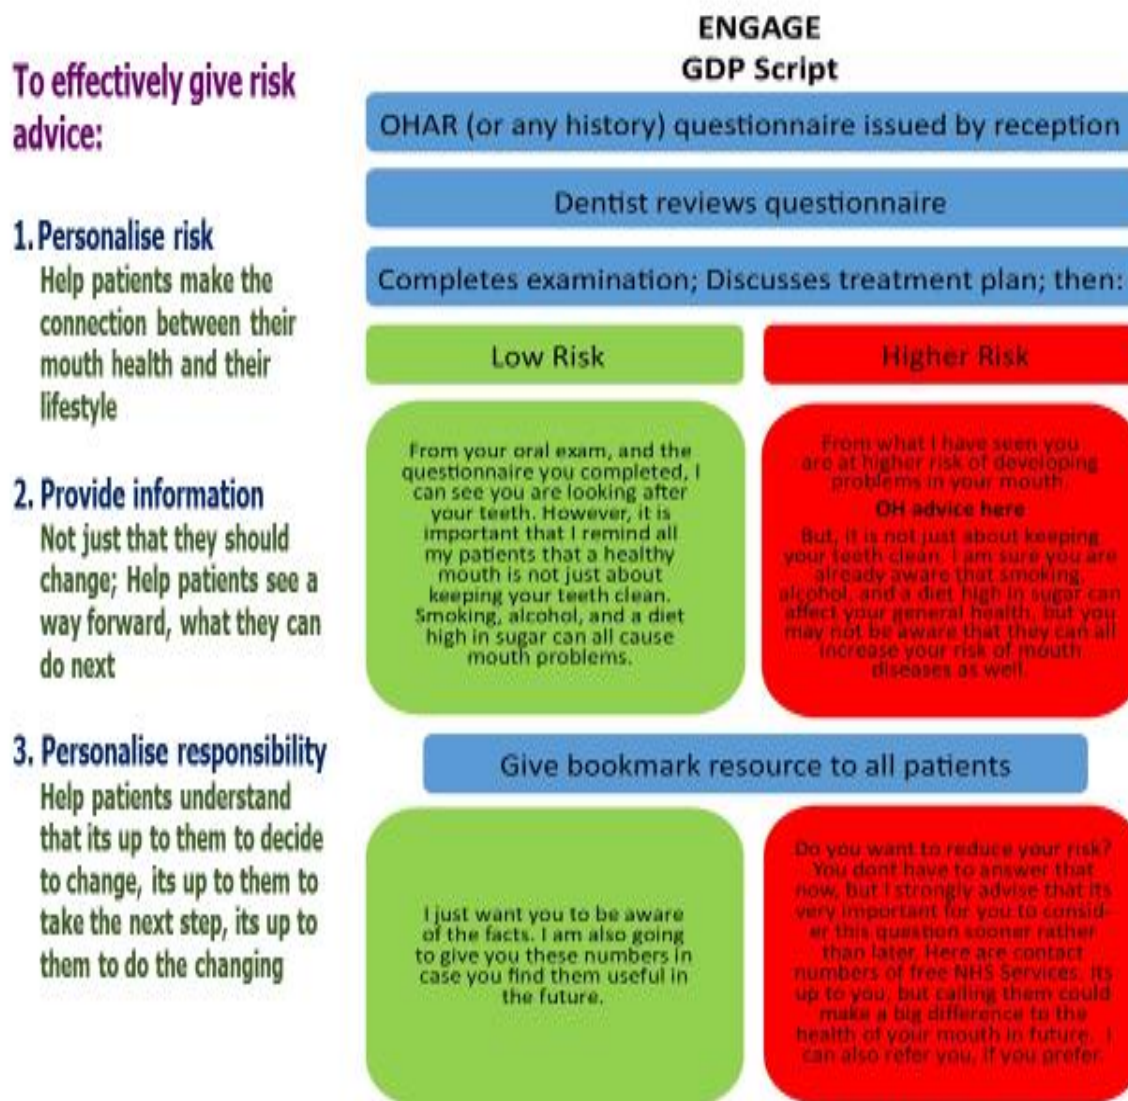 To effectively give risk
advice:
1. Personalise risk
Help patients make the
connection between their
mouth health and their
lifestyle
2. Provide information
Not just that they should
change; Help patients see a
way forward, what they can
do next
3. Personalise responsibility
Help patients understand
that its up to them to decide
to change, its up to them to
take the next step, its up to
them to do the changing
ENGAGE
GDP Script
OHAR (or any history) questionnaire issued by reception
Dentist reviews questionnaire
Completes examination; Discusses treatment plan; then:
Low Risk
Higher Risk
From your oral exam, and the
questionnaire you completed, I
can see you are looking after
your teeth. However, it is
important that I remind all
my patients that a healthy
mouth is not just about
keeping your teeth clean.
Smoking, alcohol, and a diet
high in sugar can all cause
mouth problems.
From what I have seen you
are at higher risk of developing
problems in your mouth.
OH advice here
But, it is not just about keeping
your teeth clean. I am sure you are
already aware that smoking,
alcohol, and a diet high in sugar can
affect your general health, but you
may not be aware that they can all
increase your risk of mouth
diseases as well.
Give bookmark resource to all patients
I just want you to be aware
of the facts. I am also going
to give you these numbers in
case you find them useful in
the future.
Do you want to reduce your risk?
You dont have to answer that
now, but I strongly advise that its
very important for you to consid-
er this question sooner rather
than later. Here are contact
numbers of free NHS Services. Its
up to you, but calling them could
make a big difference to the
health of your mouth in future. I
can also refer you, if you prefer.